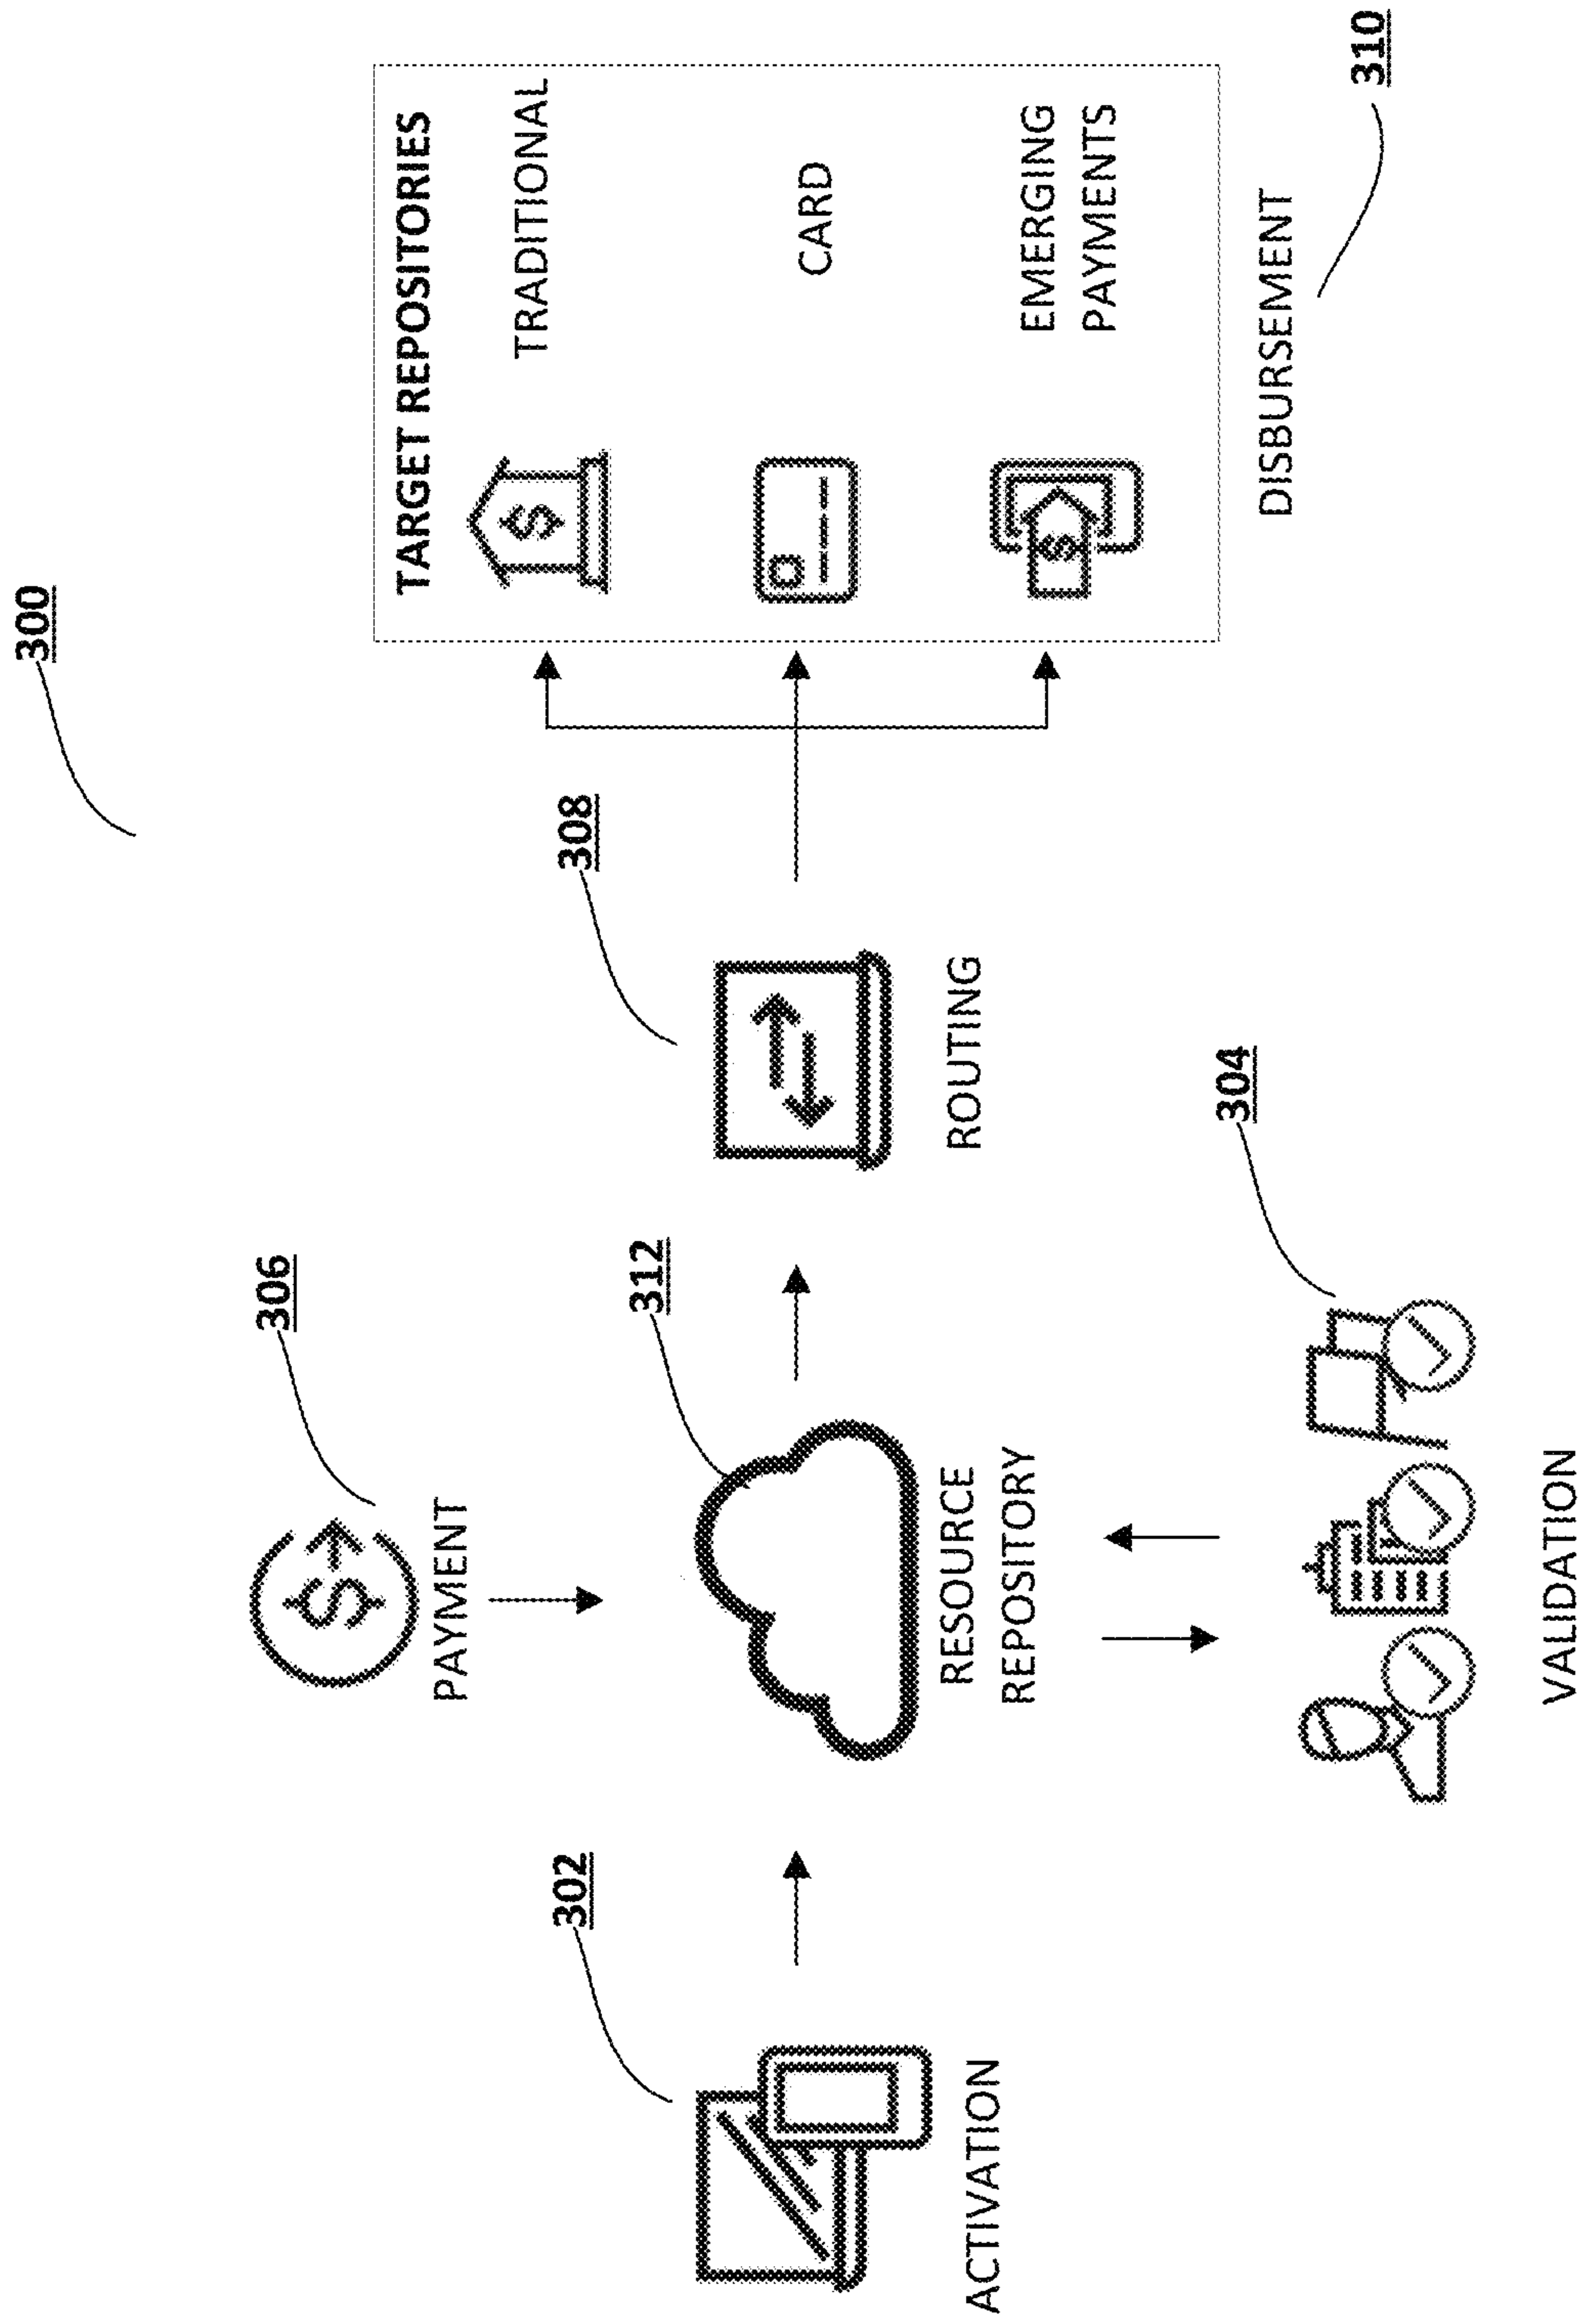 300
306
PAYMENT
302
ACTIVATION
312
RESOURCE
REPOSITORY
308
ROUTING
TARGET REPOSITORIES
$
TRADITIONAL
CARD
$
EMERGING
PAYMENTS
DISBURSEMENT
310
304
VALIDATION
$